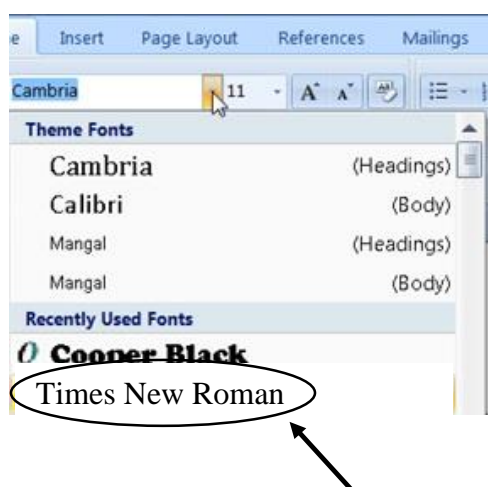 e Insert Page Layout References Mailings
Cambria 11 A A Aa
Theme Fonts
Cambria (Headings)
Calibri (Body)
Mangal (Headings)
Mangal (Body)
Recently Used Fonts
O Cooper Black
Times New Roman